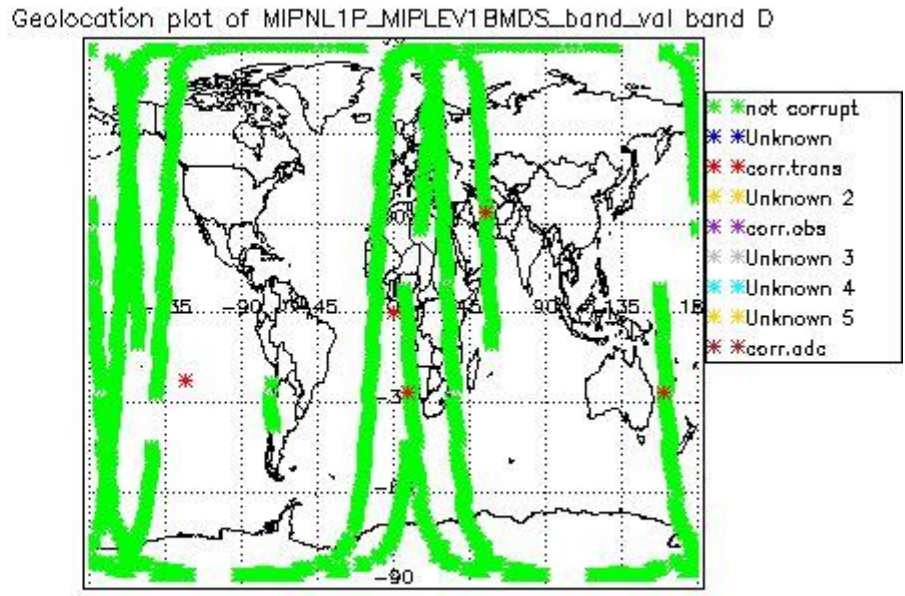 Geolocation plot of MIPNL1P_MIPLEV1BMDS_band_val band D
not corrupt
Unknown
corr.trans
Unknown 2
corr.obs
Unknown 3
Unknown 4
Unknown 5
corr.adc
-90
90
135
-90